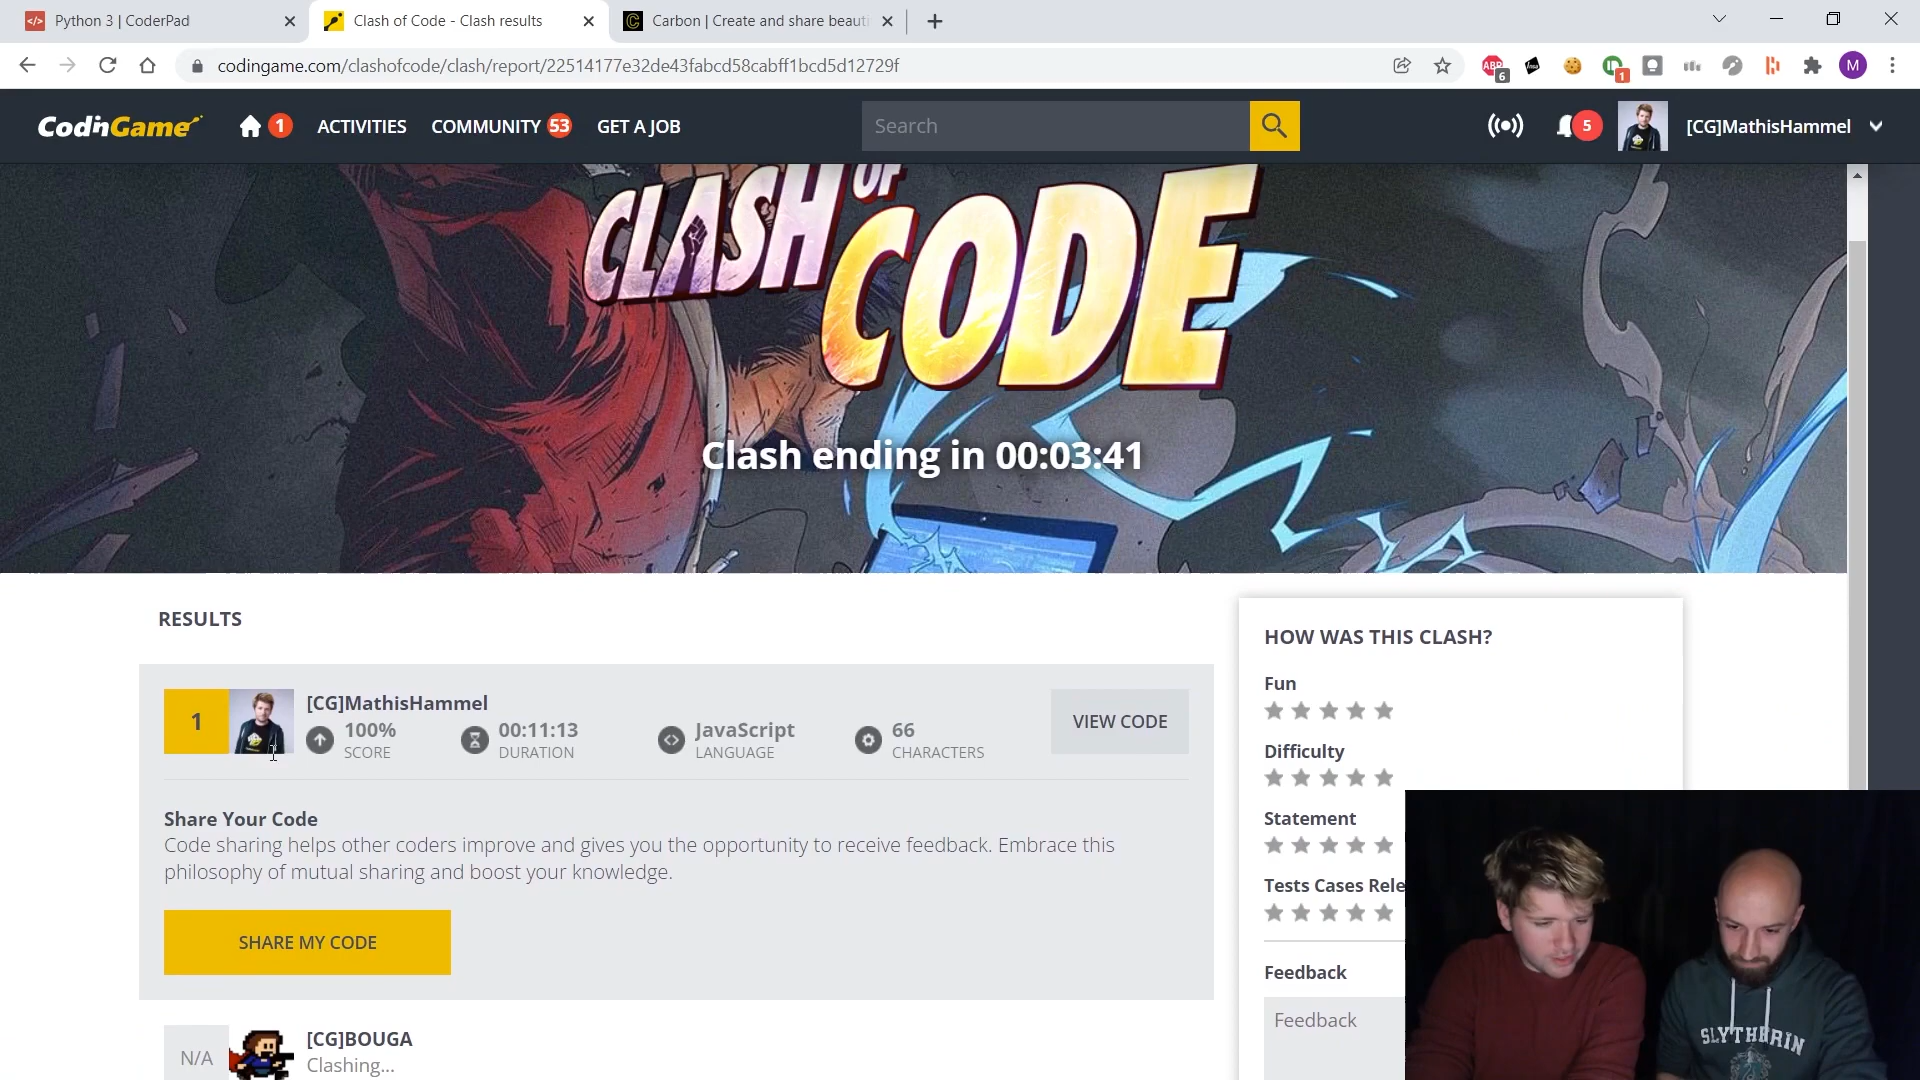 Python 3 | CoderPad
Clash of Code - Clash results
Carbon | Create and share beauti
codingame.com/clashofcode/clash/report/22514177e32de43fabcd58cabff1bcd5d12729f
ABP
6
1
M
CodinGame
1
ACTIVITIES
COMMUNITY 53
GET A JOB
Search
5
[CG]MathisHammel
CLASH OF CODE
Clash ending in 00:03:41
RESULTS
1
[CG]MathisHammel
100%
SCORE
00:11:13
DURATION
JavaScript
LANGUAGE
66
CHARACTERS
VIEW CODE
Share Your Code
Code sharing helps other coders improve and gives you the opportunity to receive feedback. Embrace this
philosophy of mutual sharing and boost your knowledge.
SHARE MY CODE
N/A
[CG]BOUGA
Clashing...
HOW WAS THIS CLASH?
Fun
Difficulty
Statement
Tests Cases Rele
Feedback
Feedback
SLYTHERIN